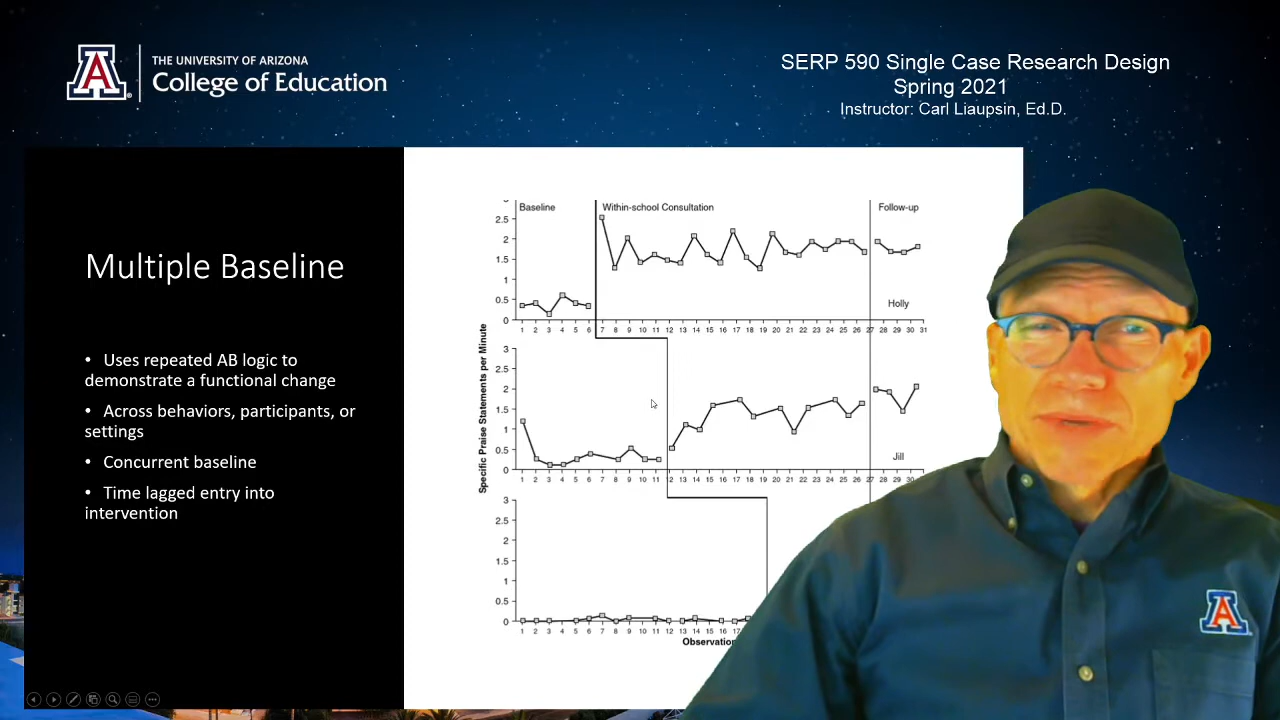 THE UNIVERSITY OF ARIZONA
College of Education
SERP 590 Single Case Research Design
Spring 2021
Instructor: Carl Liaupsin, Ed.D.
Multiple Baseline
• Uses repeated AB logic to
demonstrate a functional change
• Across behaviors, participants, or
settings
• Concurrent baseline
• Time lagged entry into
intervention
Baseline
Within-school Consultation
Follow-up
Specific Praise Statements per Minute
2.5
2
1.5
1
0.5
0
Holly
1 2 3 4 5 6 7 8 9 10 11 12 13 14 15 16 17 18 19 20 21 22 23 24 25 26 27 28 29 30 31
3
2.5
2
1.5
1
0.5
0
Jill
1 2 3 4 5 6 7 8 9 10 11 12 13 14 15 16 17 18 19 20 21 22 23 24 25 26 27 28 29 30 31
3
2.5
2
1.5
1
0.5
0
1 2 3 4 5 6 7 8 9 10 11 12 13 14 15 16 17
Observation
A
A